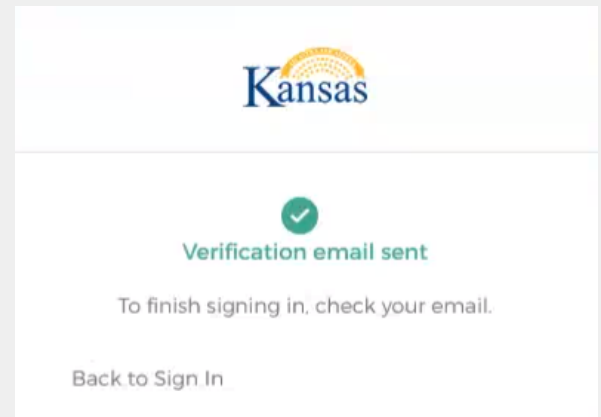 Kansas
Verification email sent
To finish signing in, check your email.
Back to Sign In